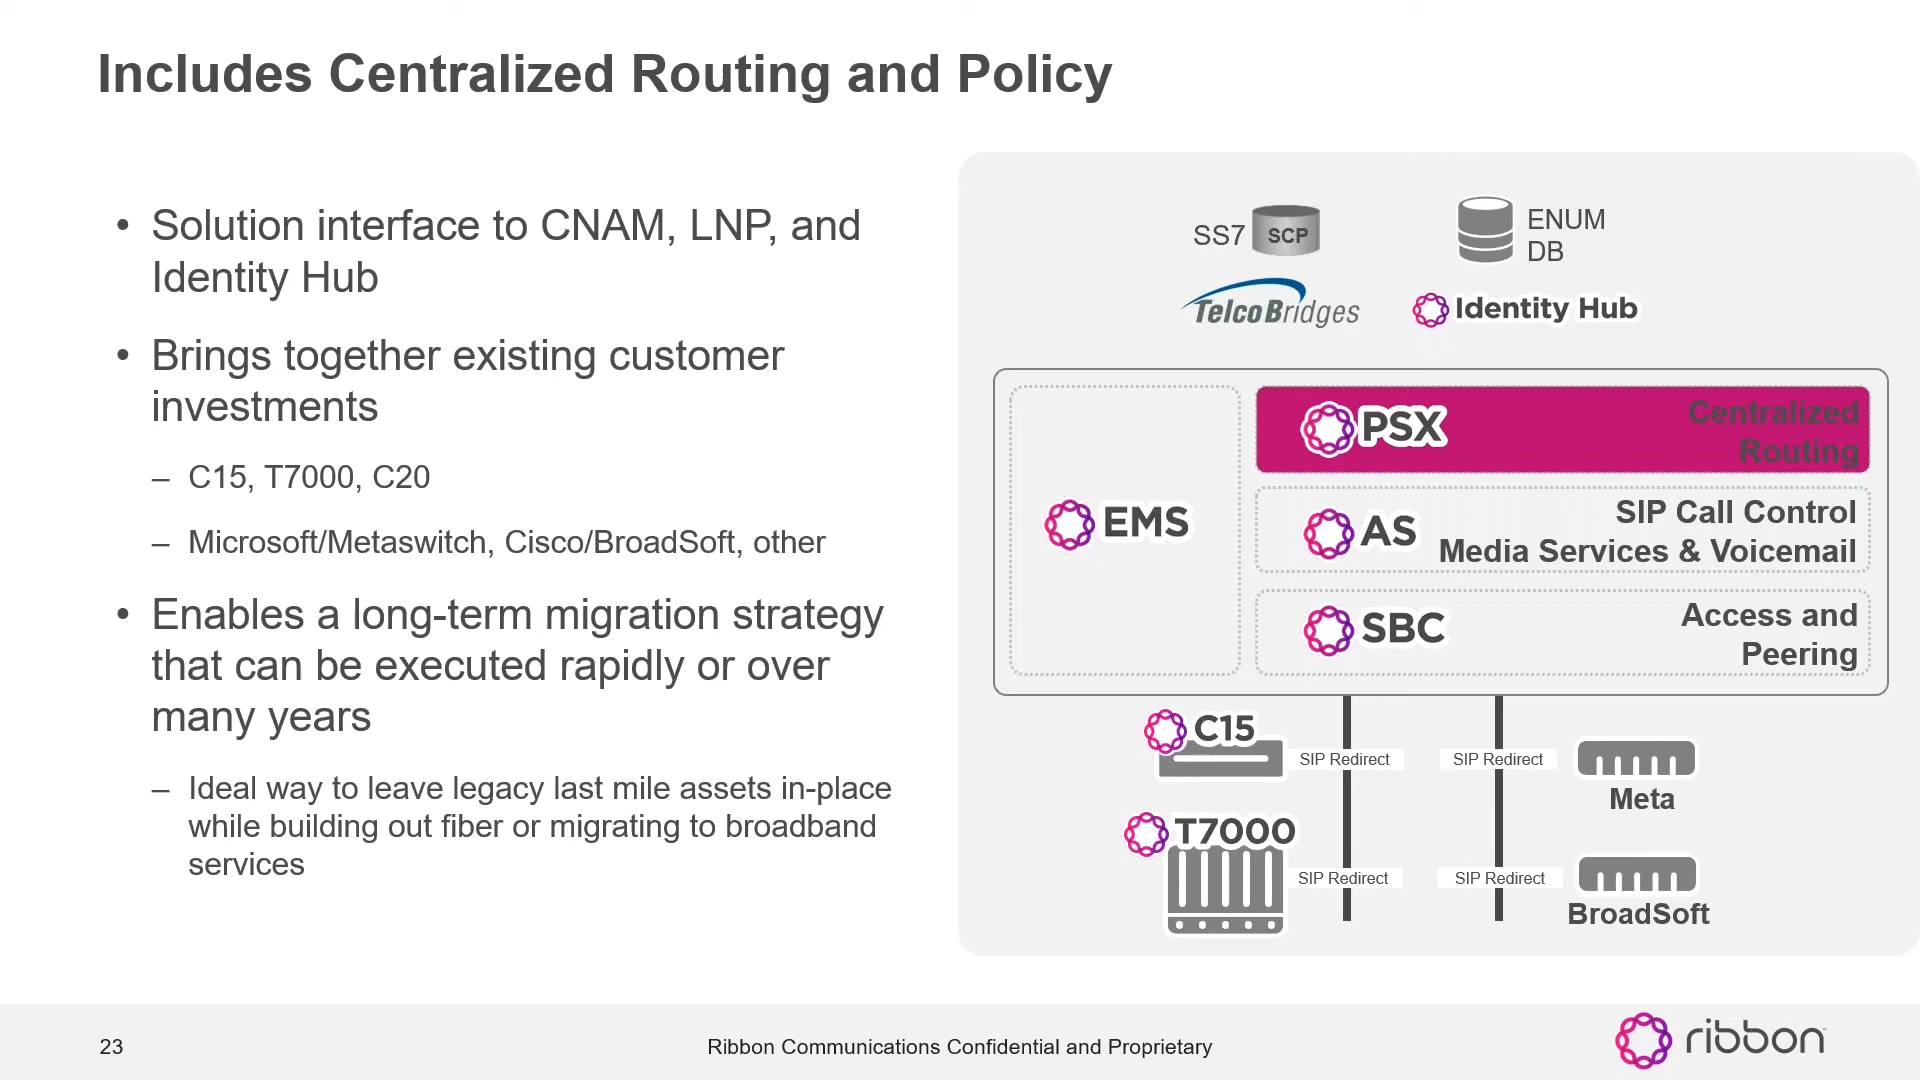 Includes Centralized Routing and Policy
• Solution interface to CNAM, LNP, and
Identity Hub
• Brings together existing customer
investments
– C15, T7000, C20
– Microsoft/Metaswitch, Cisco/BroadSoft, other
• Enables a long-term migration strategy
that can be executed rapidly or over
many years
– Ideal way to leave legacy last mile assets in-place
while building out fiber or migrating to broadband
services
SS7 SCP
ENUM
DB
TelcoBridges
Identity Hub
EMS
PSX
Centralized
Routing
AS
SIP Call Control
Media Services & Voicemail
SBC
Access and
Peering
C15
SIP Redirect
SIP Redirect
Meta
T7000
SIP Redirect
SIP Redirect
BroadSoft
23
Ribbon Communications Confidential and Proprietary
ribbon